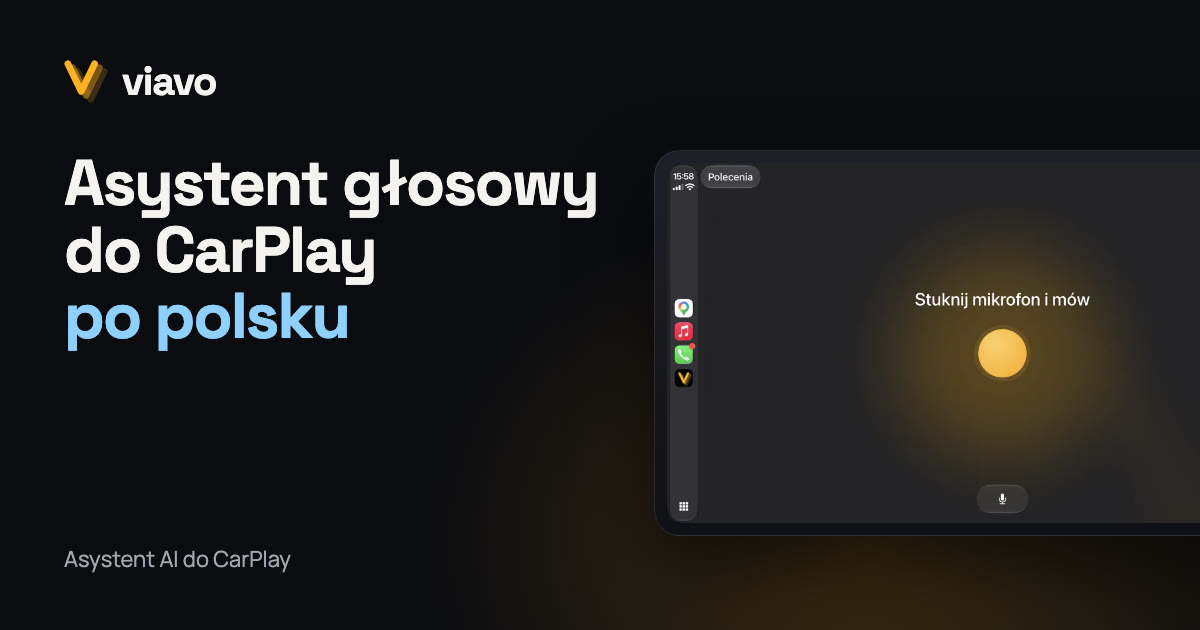 viavo
Asystent głosowy
do CarPlay
po polsku
15:58
Polecenia
Stuknij mikrofon i mów
Asystent AI do CarPlay